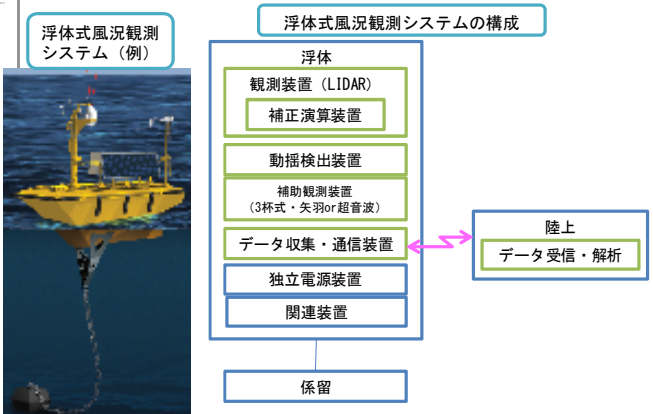 浮体式風況観測
システム（例）
浮体式風況観測システムの構成
浮体
観測装置（LIDAR）
補正演算装置
動揺検出装置
補助観測装置
（3杯式・矢羽or超音波）
データ収集・通信装置
独立電源装置
関連装置
係留
陸上
データ受信・解析